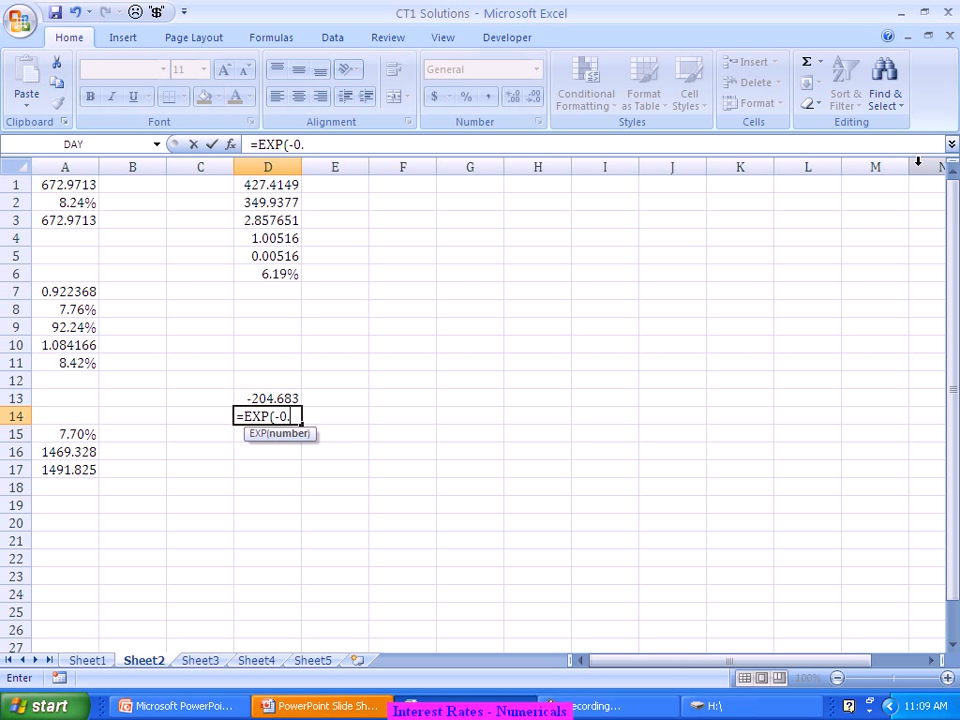 CT1 Solutions - Microsoft Excel
Home Insert Page Layout Formulas Data Review View Developer
Paste
11
General
B I U
A A
$ % ,
Conditional Formatting
Format as Table
Cell Styles
Insert
Delete
Format
Σ
Sort & Filter
Find & Select
Clipboard Font Alignment Number Styles Cells Editing
DAY fx =EXP(-0.
A B C D E F G H I J K L M N
1 672.9713 427.4149
2 8.24% 349.9377
3 672.9713 2.857651
4 1.00516
5 0.00516
6 6.19%
7 0.922368
8 7.76%
9 92.24%
10 1.084166
11 8.42%
12
13 -204.683
14 =EXP(-0.
EXP(number)
15 7.70%
16 1469.328
17 1491.825
18
19
20
21
22
23
24
25
26
27
Sheet1 Sheet2 Sheet3 Sheet4 Sheet5
Enter 100%
start Microsoft PowerPoi... PowerPoint Slide Sh... ecording... H:\ 11:09 AM
Interest Rates - Numericals